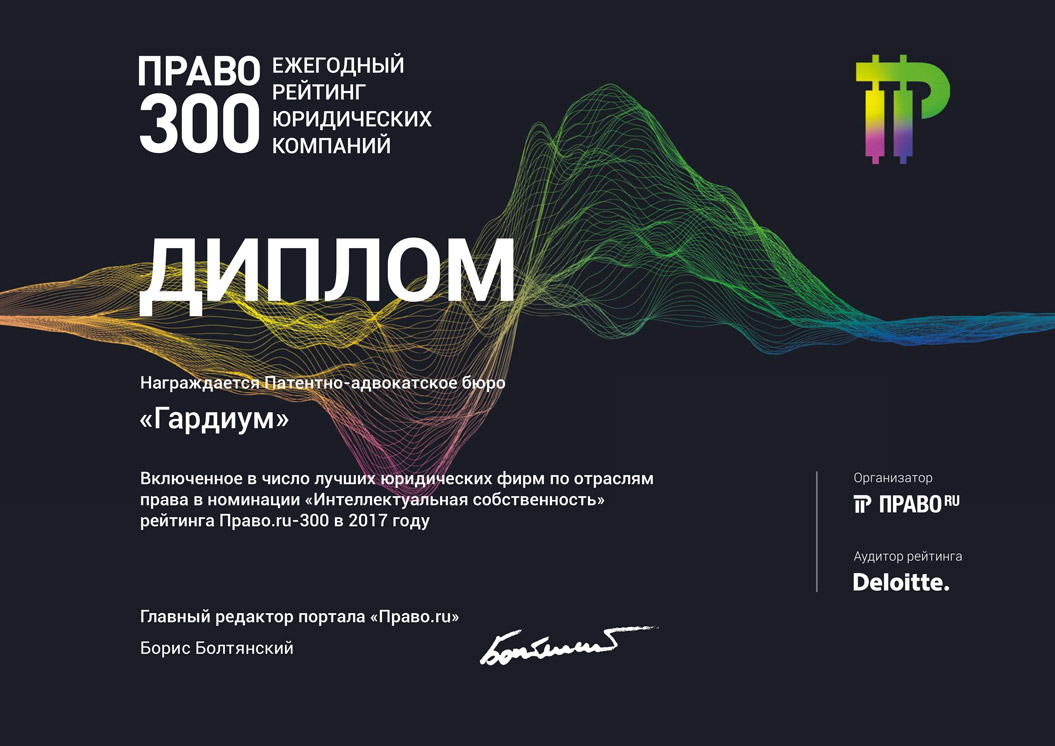 ПРАВО
300
ЕЖЕГОДНЫЙ
РЕЙТИНГ
ЮРИДИЧЕСКИХ
КОМПАНИЙ
ДИПЛОМ
Награждается Патентно-адвокатское бюро
«Гардиум»
Включенное в число лучших юридических фирм по отраслям
права в номинации «Интеллектуальная собственность»
рейтинга Право.ru-300 в 2017 году
Организатор
ПРАВО RU
Аудитор рейтинга
Deloitte.
Главный редактор портала «Право.ru»
Борис Болтянский